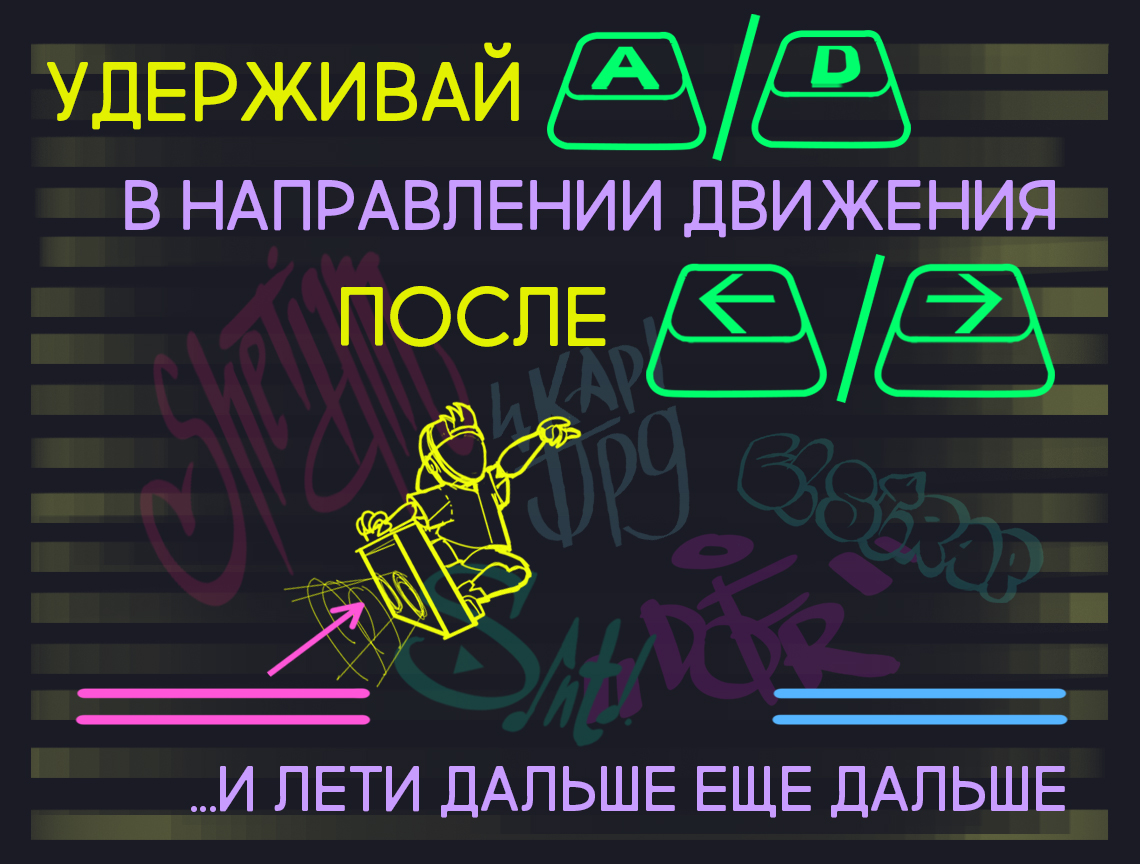 УДЕРЖИВАЙ A / D
В НАПРАВЛЕНИИ ДВИЖЕНИЯ
ПОСЛЕ ← / →
...И ЛЕТИ ДАЛЬШЕ ЕЩЕ ДАЛЬШЕ